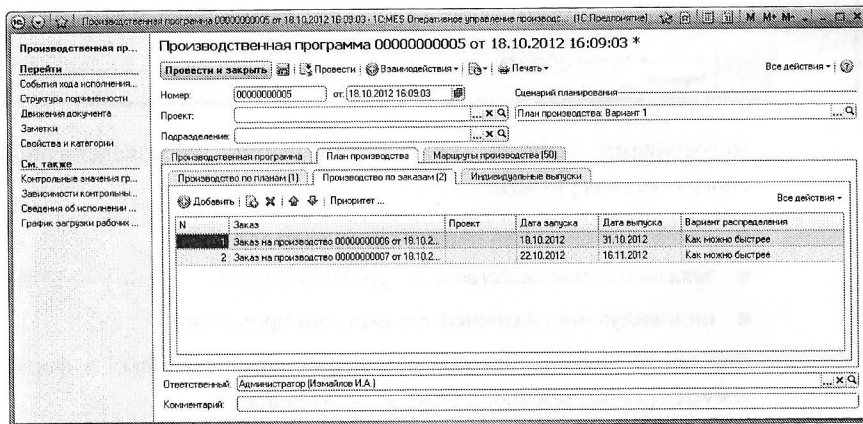 Производственная программа 00000000005 от 18.10.2012 16:09:03 - 1С:MES Оперативное управление производс... (1С:Предприятие) M M+ M-
Производственная пр...
Перейти
События хода исполнения...
Структура подчиненности
Движения документа
Заметки
Свойства и категории
См. также
Контрольные значения гр...
Зависимости контрольны...
Сведения об исполнении ...
График загрузки рабочих ...
Производственная программа 00000000005 от 18.10.2012 16:09:03 *
Провести и закрыть Провести Взаимодействия Печать Все действия
Номер: 00000000005 от: 18.10.2012 16:09:03 Сценарий планирования
Проект: ... x План производства: Вариант 1 ...
Подразделение: ... x
Производственная программа План производства Маршруты производства (50)
Производство по планам (1) Производство по заказам (2) Индивидуальные выпуски
Добавить Приоритет ... Все действия
N Заказ Проект Дата запуска Дата выпуска Вариант распределения
1 Заказ на производство 00000000006 от 18.10.2... 18.10.2012 31.10.2012 Как можно быстрее
2 Заказ на производство 00000000007 от 18.10.2... 22.10.2012 16.11.2012 Как можно быстрее
Ответственный: Администратор (Измайлов И.А.) ... x
Комментарий: